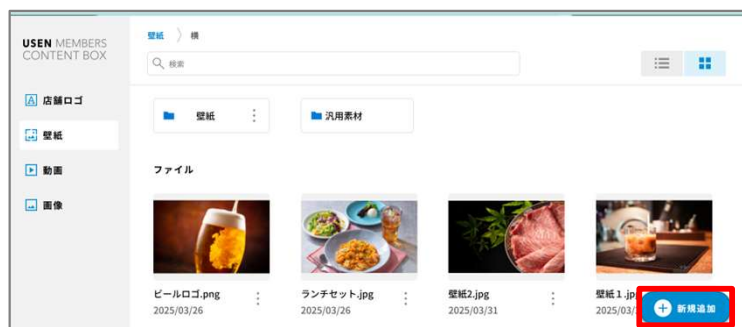 USEN MEMBERS
CONTENT BOX
壁紙 〉 横
検索
店舗ロゴ
壁紙
動画
画像
壁紙
汎用素材
ファイル
ビールロゴ.png
2025/03/26
ランチセット.jpg
2025/03/26
壁紙2.jpg
2025/03/31
壁紙１.jp
2025/03/
新規追加